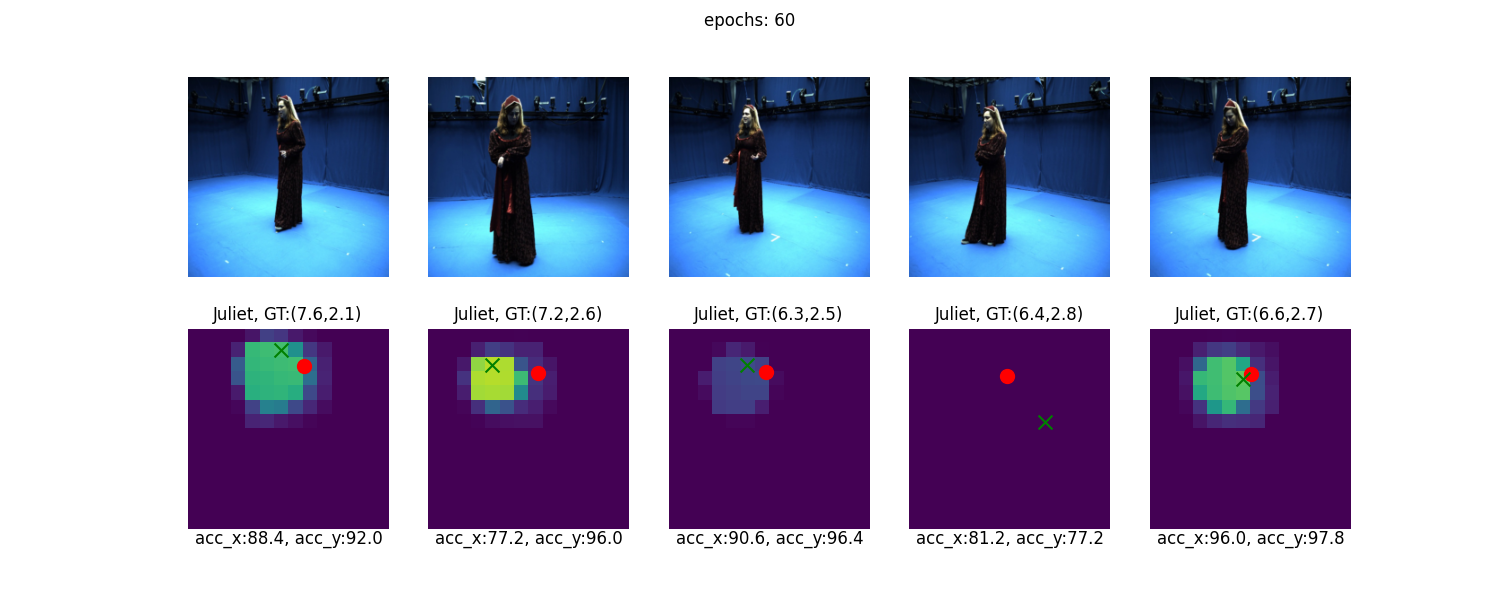 epochs: 60
Juliet, GT:(7.6,2.1)
Juliet, GT:(7.2,2.6)
Juliet, GT:(6.3,2.5)
Juliet, GT:(6.4,2.8)
Juliet, GT:(6.6,2.7)
acc_x:88.4, acc_y:92.0
acc_x:77.2, acc_y:96.0
acc_x:90.6, acc_y:96.4
acc_x:81.2, acc_y:77.2
acc_x:96.0, acc_y:97.8